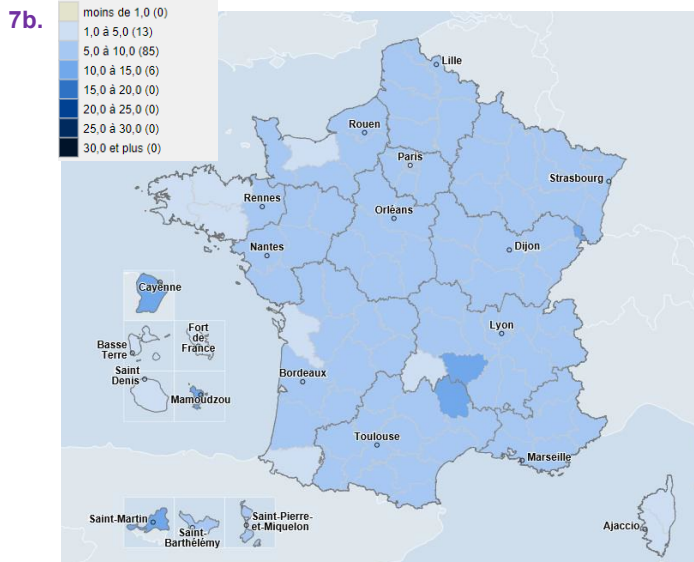 7b.
moins de 1,0 (0)
1,0 à 5,0 (13)
5,0 à 10,0 (85)
10,0 à 15,0 (6)
15,0 à 20,0 (0)
20,0 à 25,0 (0)
25,0 à 30,0 (0)
30,0 et plus (0)
Lille
Rouen
Paris
Strasbourg
Rennes
Orléans
Nantes
Dijon
Cayenne
Lyon
Fort
de
France
Basse
Terre
Saint
Denis
Mamoudzou
Bordeaux
Toulouse
Marseille
Saint-Martin
Saint-
Barthélémy
Saint-Pierre-
et-Miquelon
Ajaccio